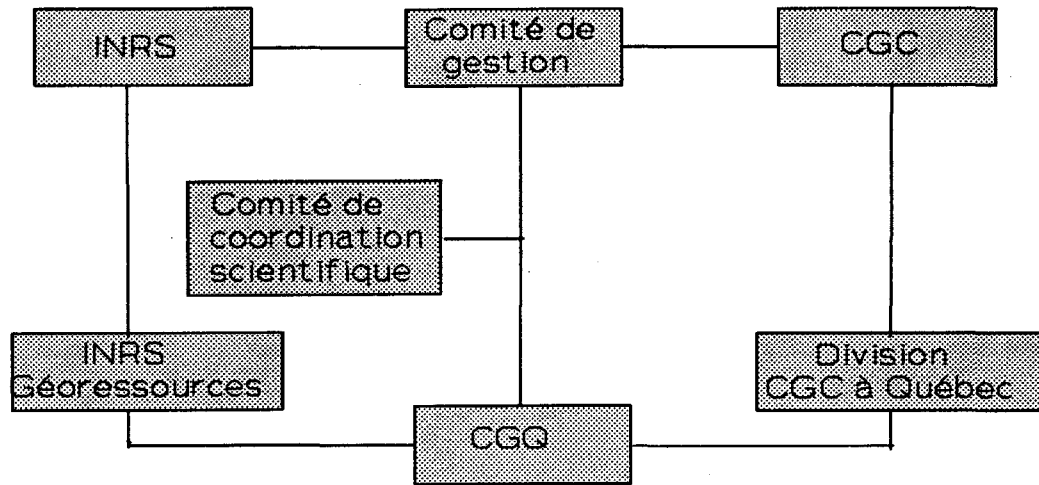 INRS
Comité de
gestion
CGC
Comité de
coordination
scientifique
INRS
Géoressources
Division
CGC à Québec
CGQ